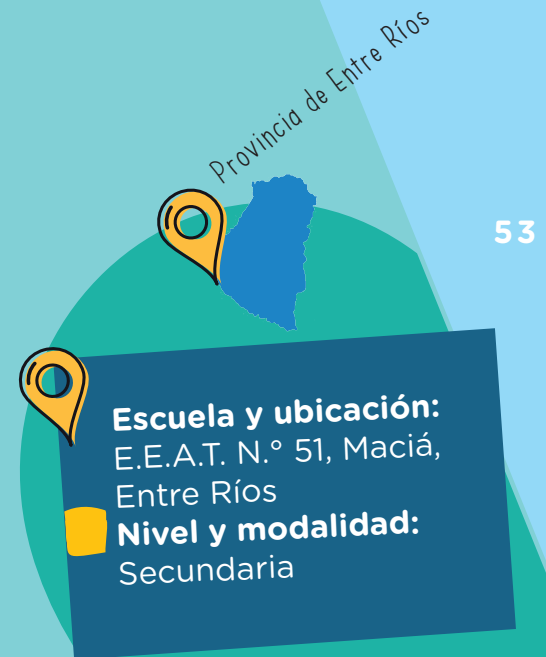 Provincia de Entre Ríos
53
Escuela y ubicación:
E.E.A.T. N.° 51, Maciá,
Entre Ríos
Nivel y modalidad:
Secundaria